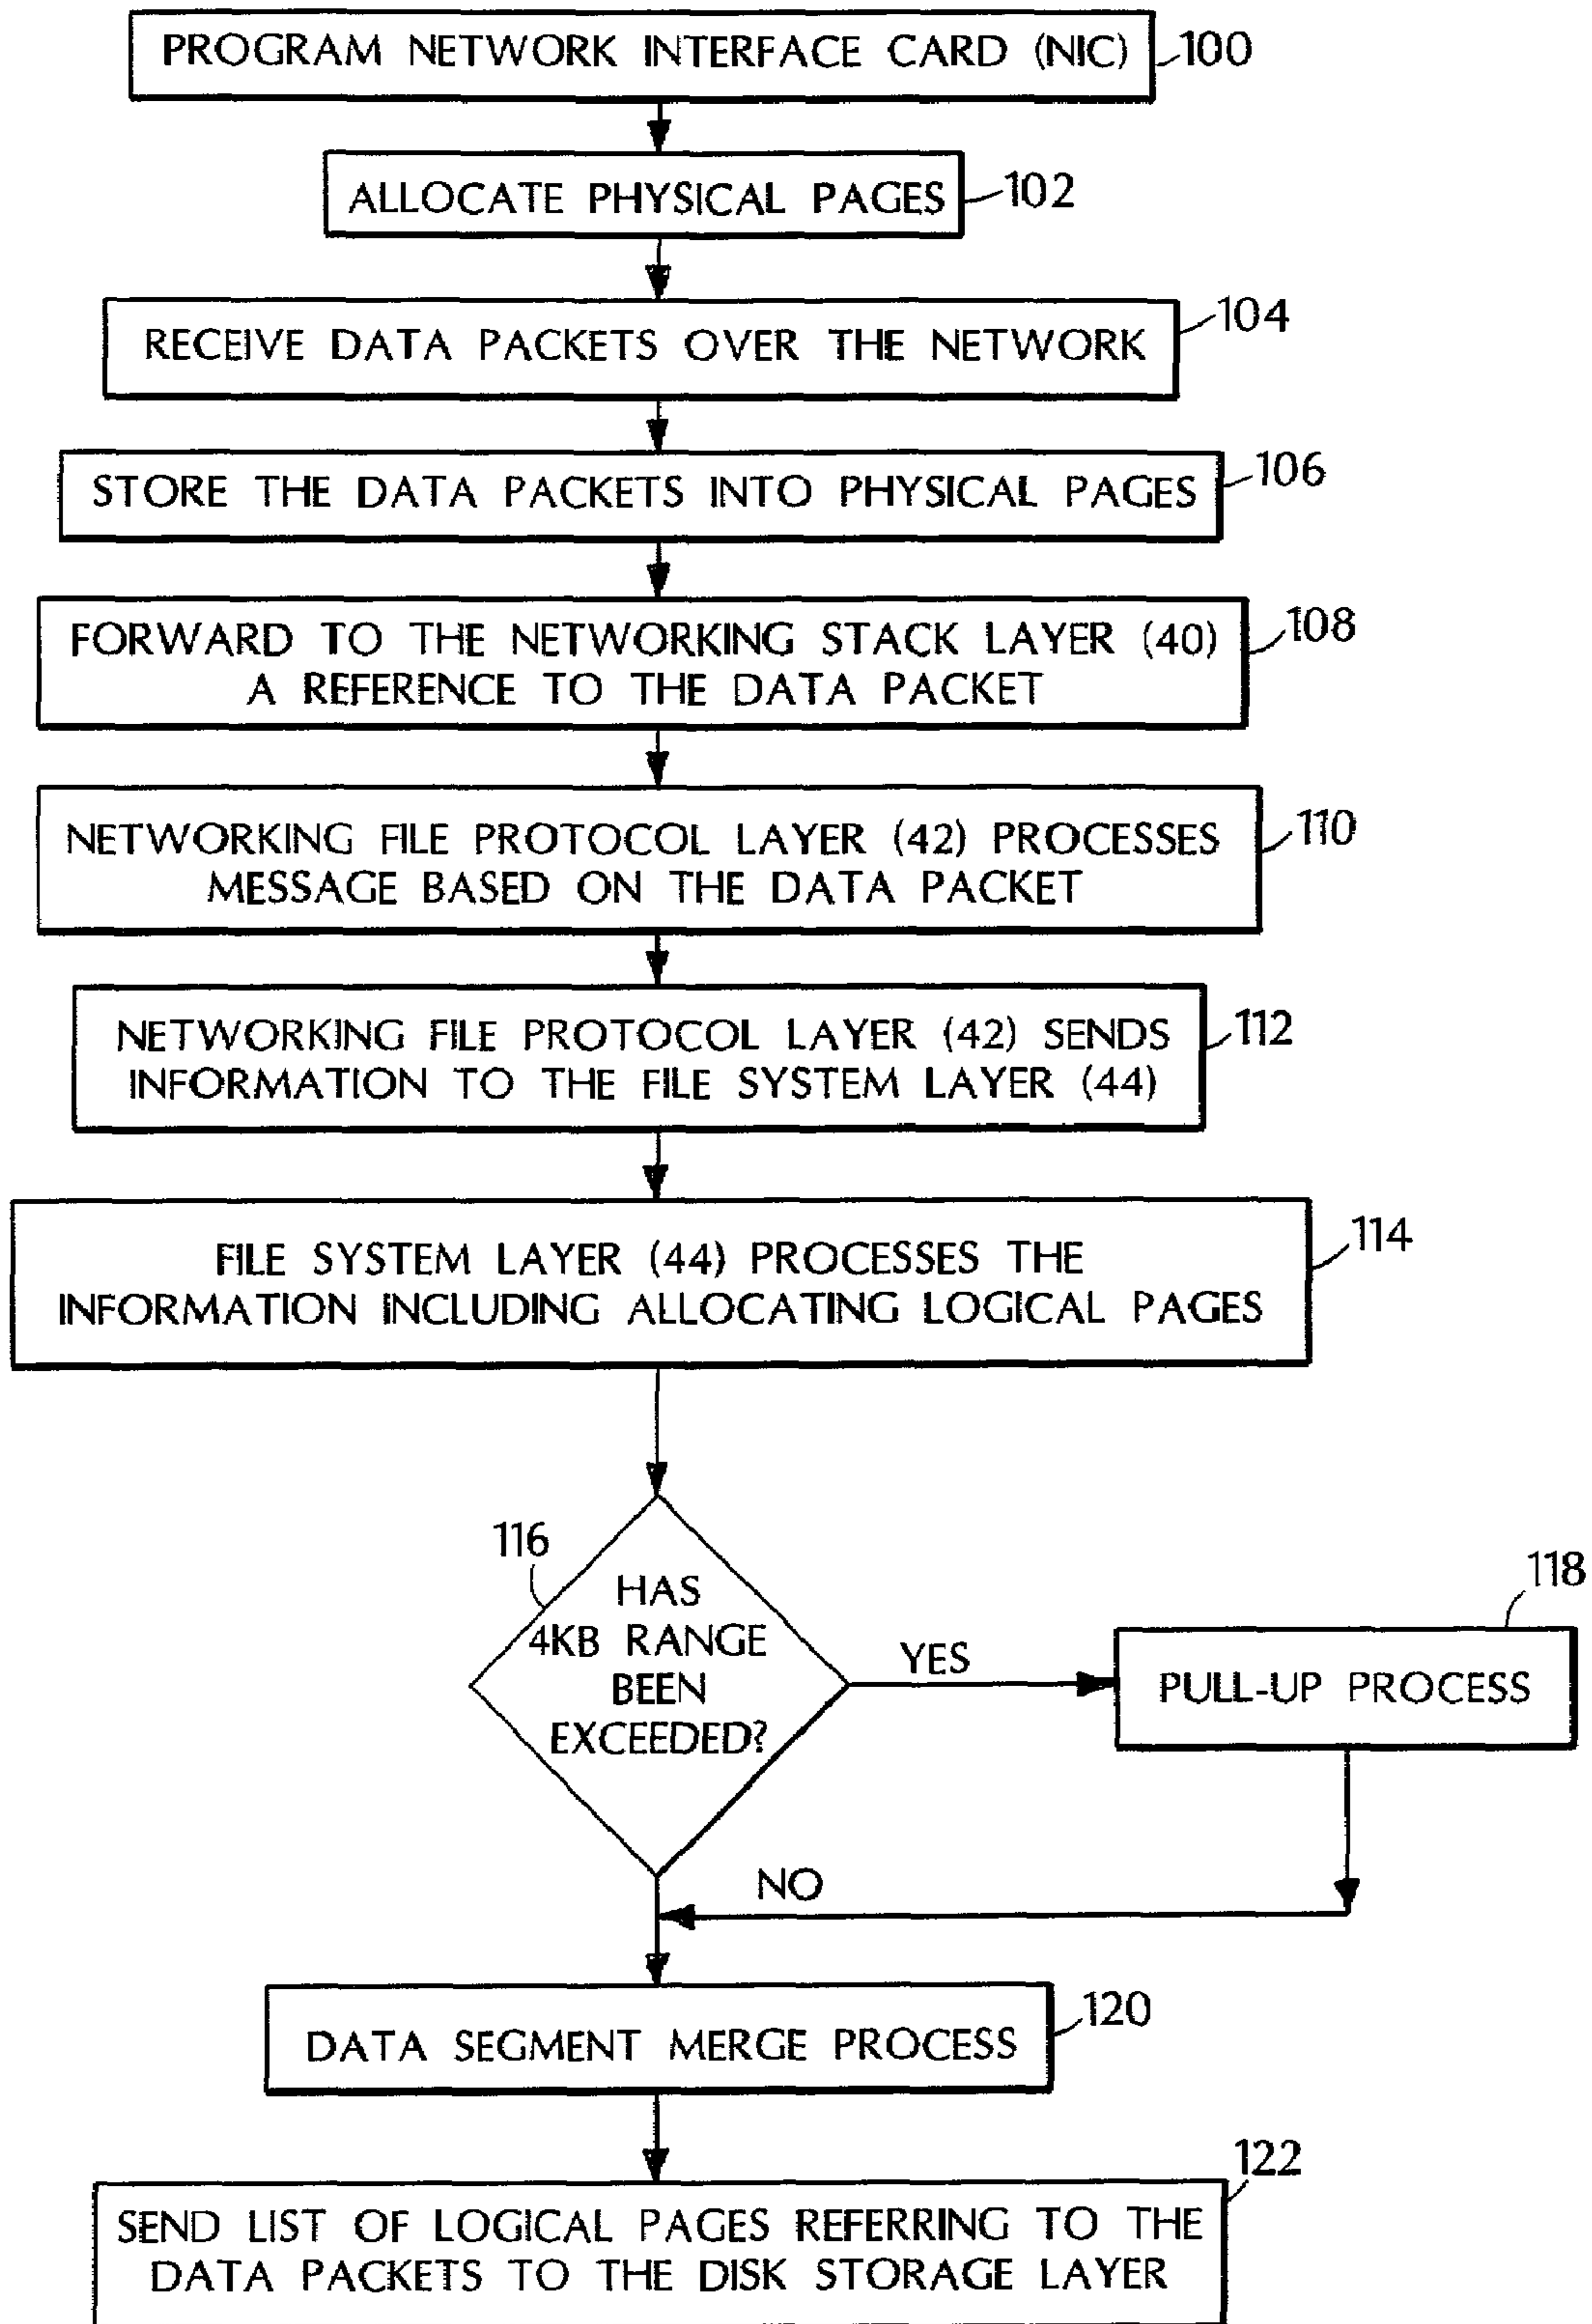 PROGRAM NETWORK INTERFACE CARD (NIC)
100
ALLOCATE PHYSICAL PAGES
102
RECEIVE DATA PACKETS OVER THE NETWORK
104
STORE THE DATA PACKETS INTO PHYSICAL PAGES
106
FORWARD TO THE NETWORKING STACK LAYER (40)
A REFERENCE TO THE DATA PACKET
108
NETWORKING FILE PROTOCOL LAYER (42) PROCESSES
MESSAGE BASED ON THE DATA PACKET
110
NETWORKING FILE PROTOCOL LAYER (42) SENDS
INFORMATION TO THE FILE SYSTEM LAYER (44)
112
FILE SYSTEM LAYER (44) PROCESSES THE
INFORMATION INCLUDING ALLOCATING LOGICAL PAGES
114
116
HAS
4KB RANGE
BEEN
EXCEEDED?
YES
118
PULL-UP PROCESS
NO
DATA SEGMENT MERGE PROCESS
120
SEND LIST OF LOGICAL PAGES REFERRING TO THE
DATA PACKETS TO THE DISK STORAGE LAYER
122